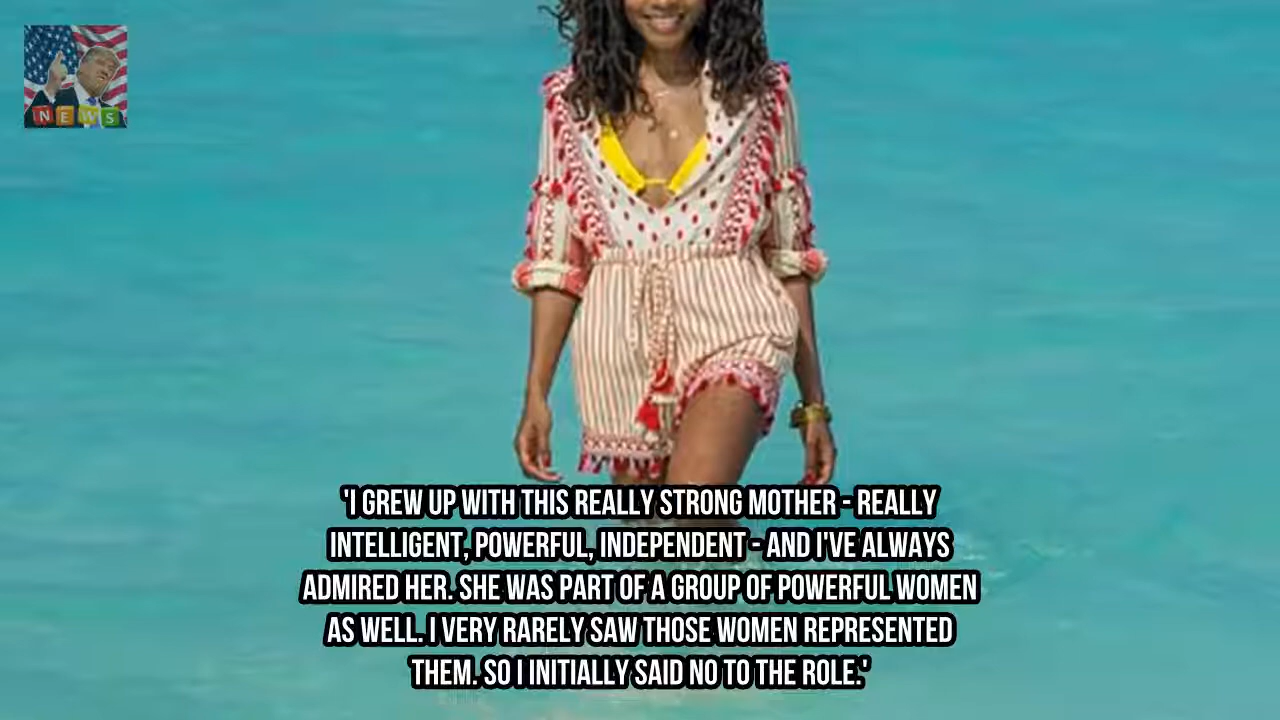 NEWS
'I GREW UP WITH THIS REALLY STRONG MOTHER - REALLY
INTELLIGENT, POWERFUL, INDEPENDENT - AND I'VE ALWAYS
ADMIRED HER. SHE WAS PART OF A GROUP OF POWERFUL WOMEN
AS WELL. I VERY RARELY SAW THOSE WOMEN REPRESENTED
THEM. SO I INITIALLY SAID NO TO THE ROLE.'